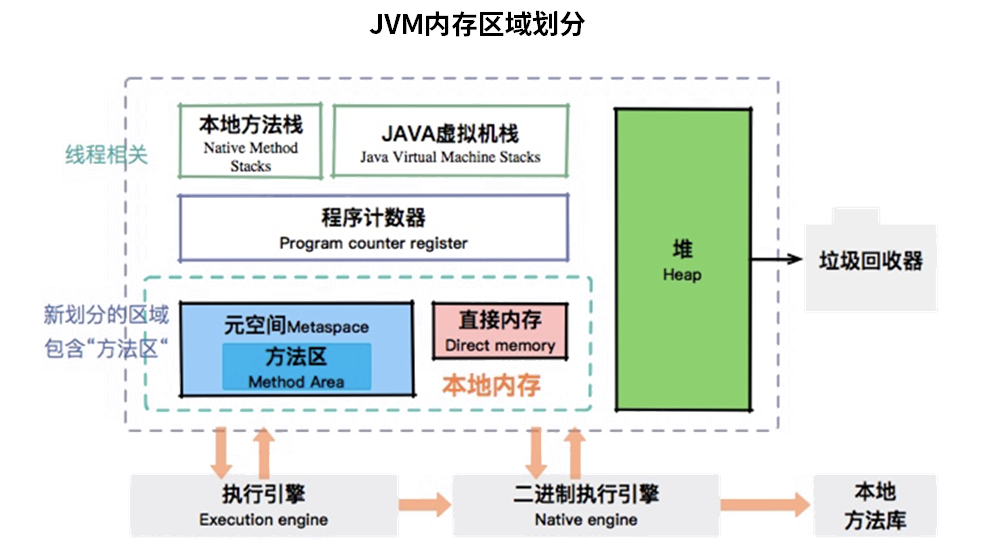 JVM内存区域划分
线程相关
本地方法栈
Native Method
Stacks
JAVA虚拟机栈
Java Virtual Machine Stacks
程序计数器
Program counter register
堆
Heap
垃圾回收器
新划分的区域
包含“方法区“
元空间Metaspace
方法区
Method Area
直接内存
Direct memory
本地内存
执行引擎
Execution engine
二进制执行引擎
Native engine
本地
方法库